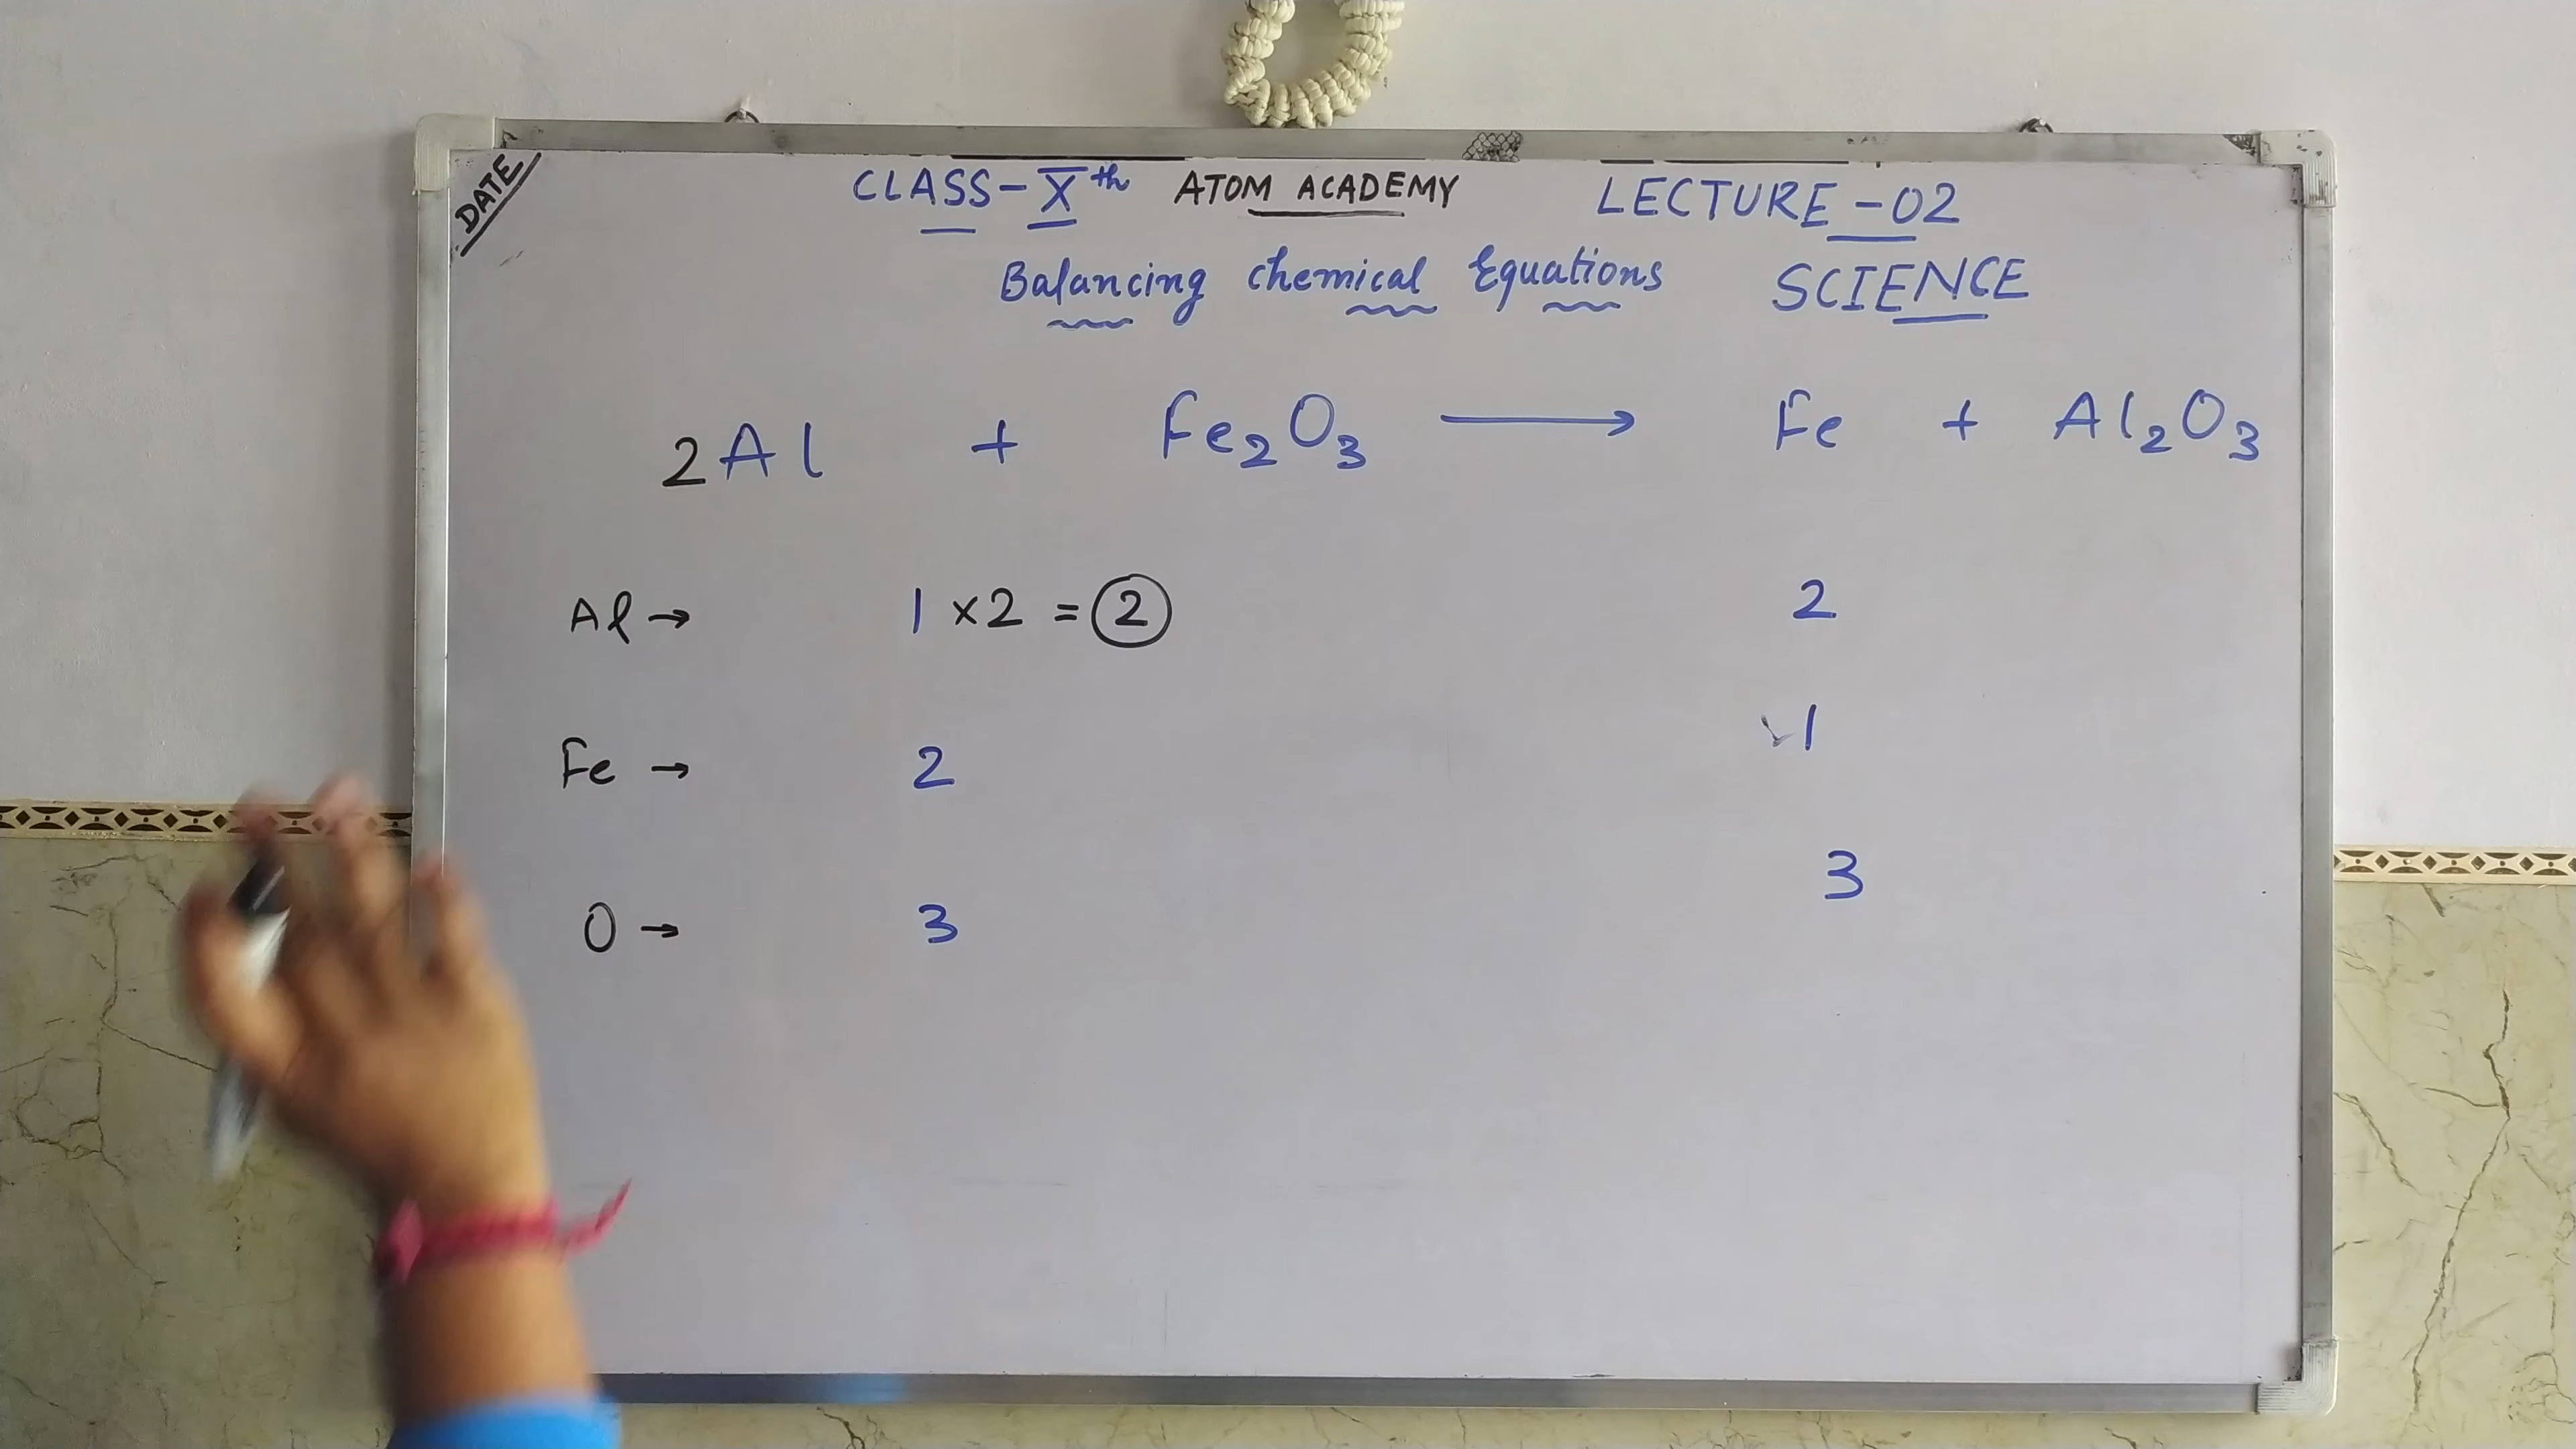 DATE
CLASS-Xth ATOM ACADEMY LECTURE-02
Balancing chemical Equations SCIENCE
2Al + Fe₂O₃ ⟶ Fe + Al₂O₃
Al → 1 ×2 = 2 2
Fe → 2 1
O → 3 3